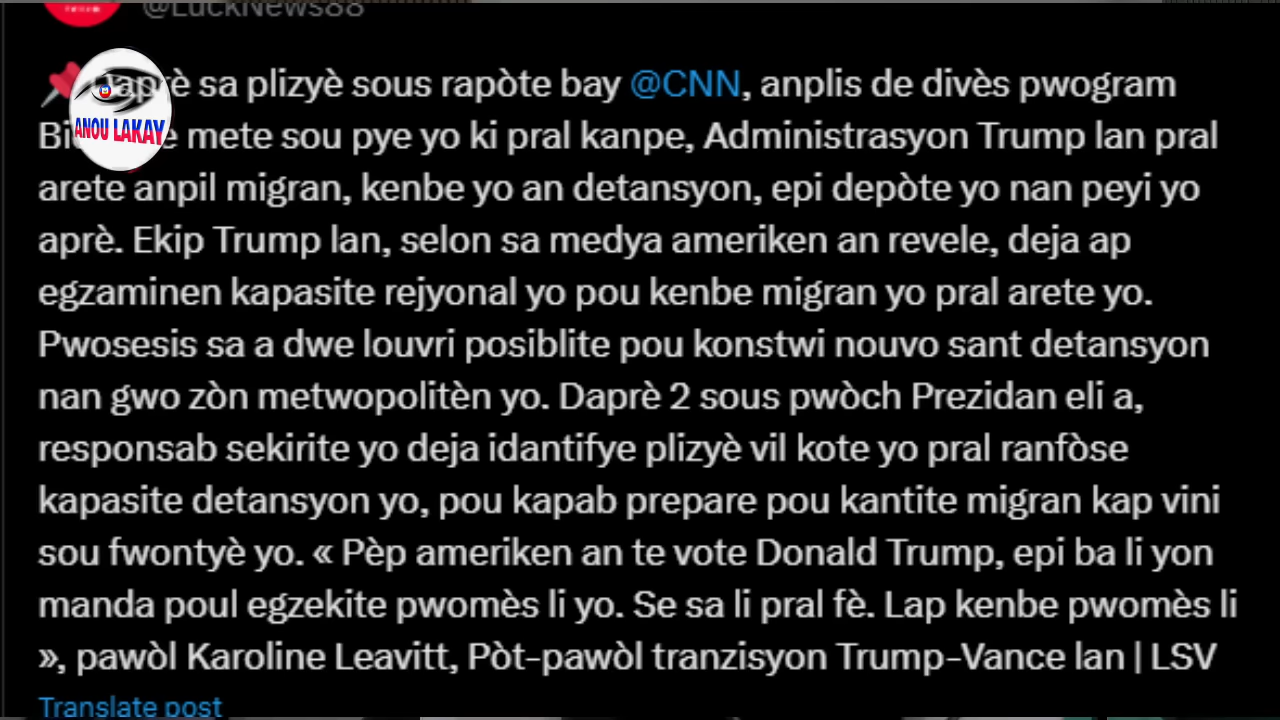 @LuckNews88
sa plizyè sous rapòte bay @CNN, anplis de divès pwogram
mete sou pye yo ki pral kanpe, Administrasyon Trump lan pral
arete anpil migran, kenbe yo an detansyon, epi depòte yo nan peyi yo
aprè. Ekip Trump lan, selon sa medya ameriken an revele, deja ap
egzaminen kapasite rejyonal yo pou kenbe migran yo pral arete yo.
Pwosesis sa a dwe louvri posiblite pou konstwi nouvo sant detansyon
nan gwo zòn metwopolitèn yo. Daprè 2 sous pwòch Prezidan eli a,
responsab sekirite yo deja idantifye plizyè vil kote yo pral ranfòse
kapasite detansyon yo, pou kapab prepare pou kantite migran kap vini
sou fwontyè yo. « Pèp ameriken an te vote Donald Trump, epi ba li yon
manda poul egzekite pwomès li yo. Se sa li pral fè. Lap kenbe pwomès li
», pawòl Karoline Leavitt, Pòt-pawòl tranzisyon Trump-Vance lan | LSV
Translate post
ANOU LAKAY